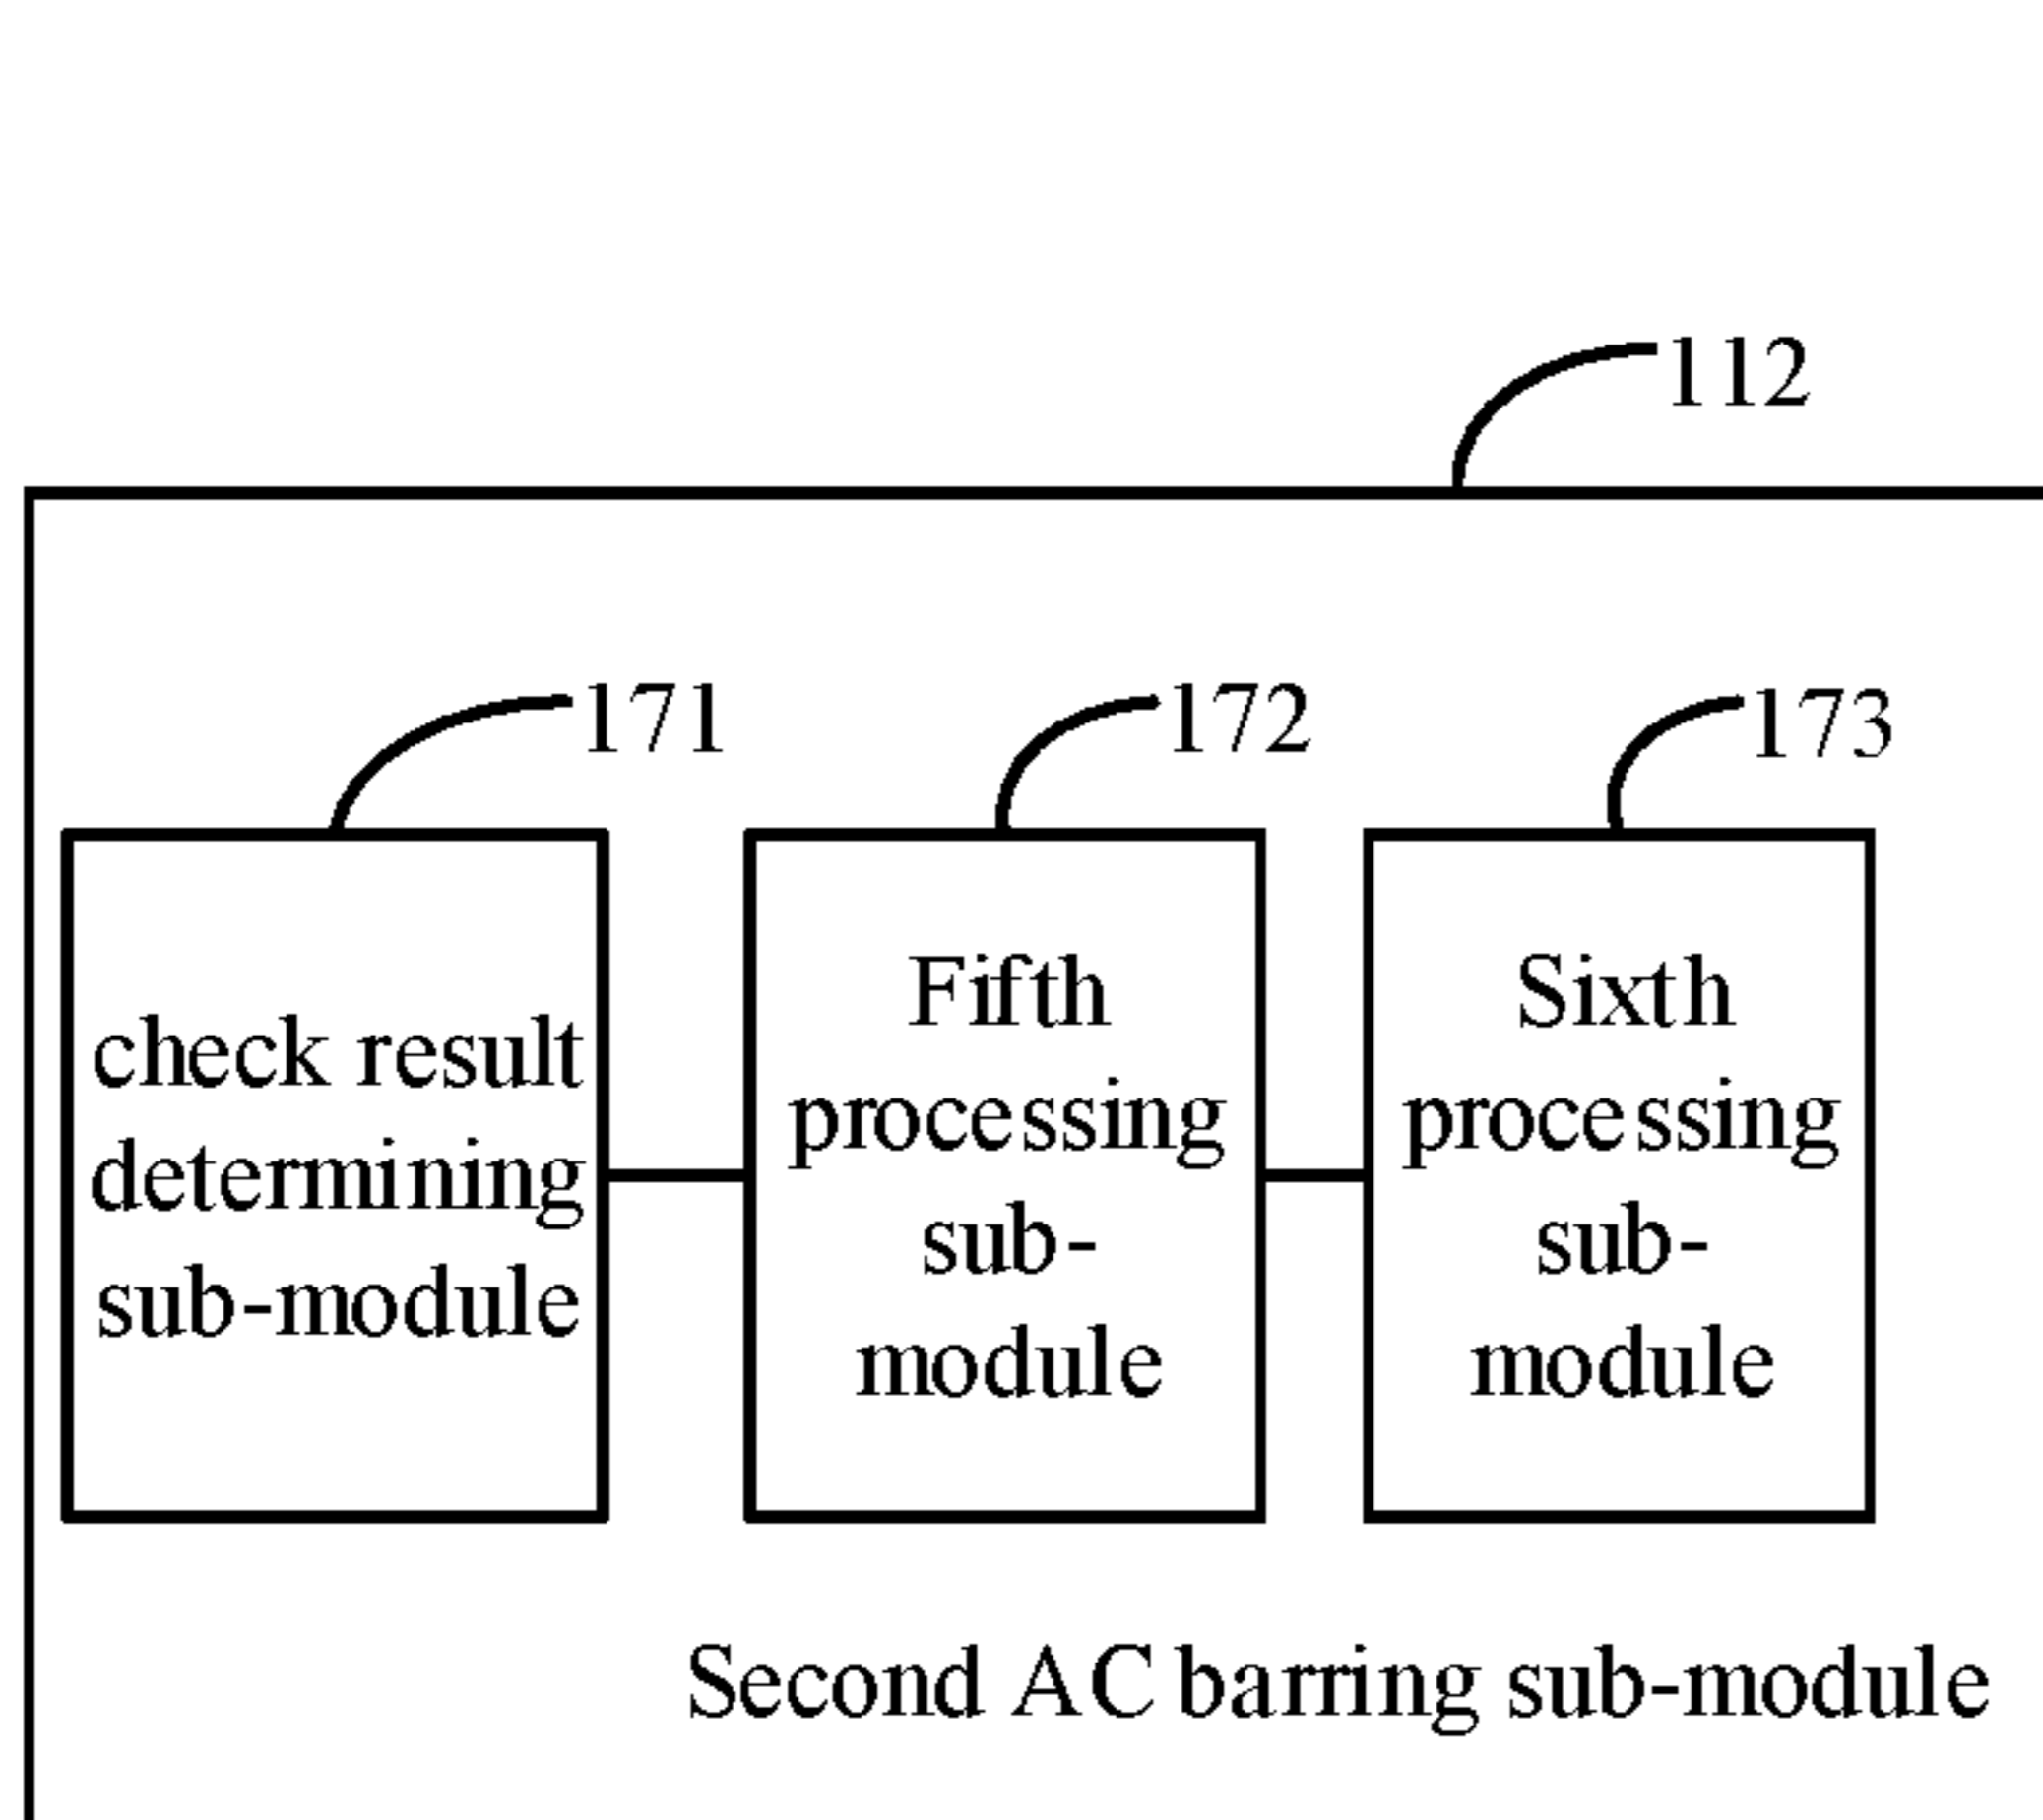 112
171
172
173
check result
determining
sub-module
Fifth
processing
sub-
module
Sixth
processing
sub-
module
Second AC barring sub-module